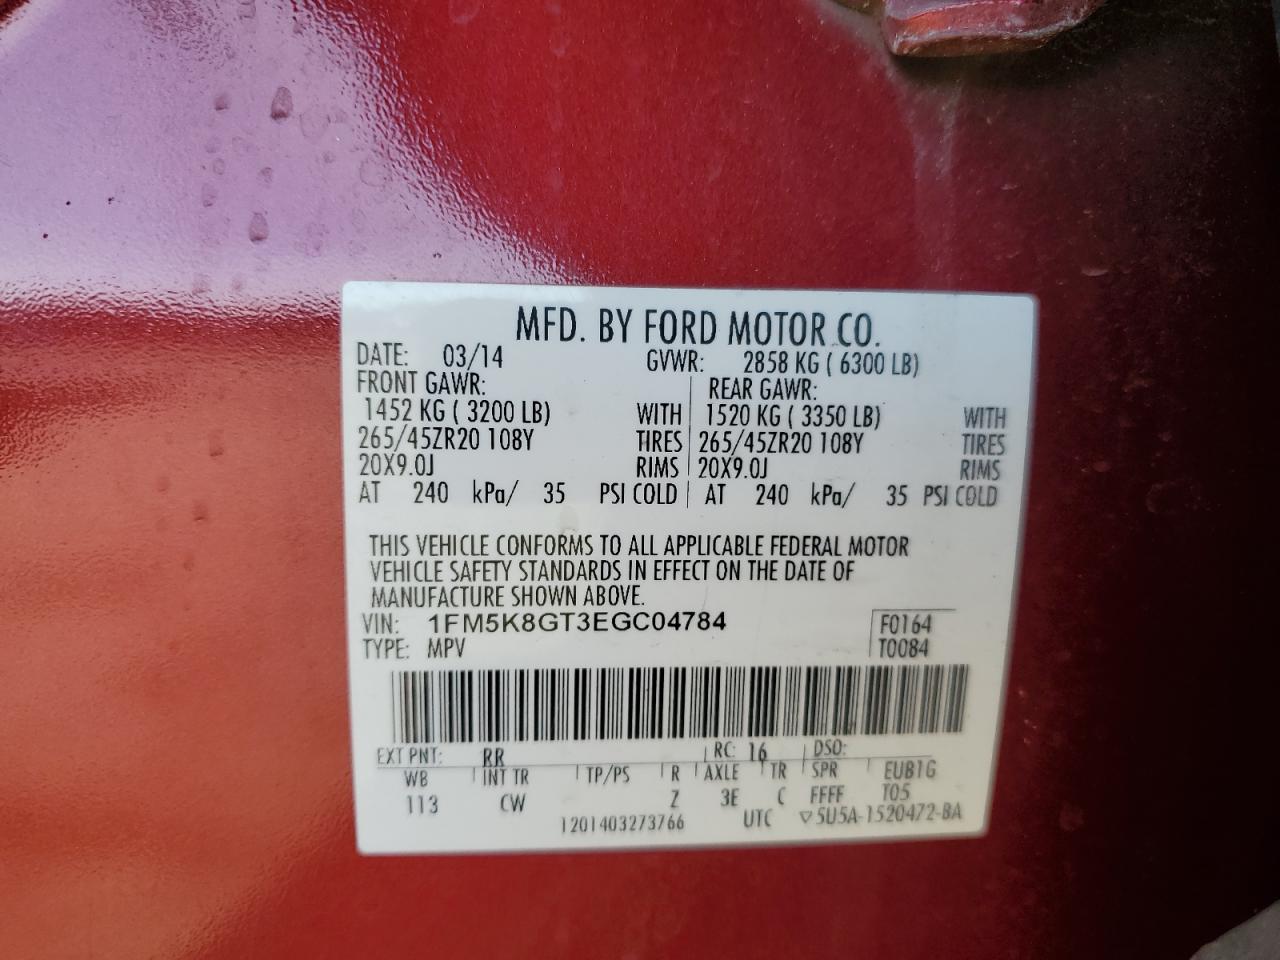 MFD. BY FORD MOTOR CO.
DATE: 03/14 GVWR: 2858 KG ( 6300 LB)
FRONT GAWR: REAR GAWR:
1452 KG ( 3200 LB) WITH 1520 KG ( 3350 LB) WITH
265/45ZR20 108Y TIRES 265/45ZR20 108Y TIRES
20X9.0J RIMS 20X9.0J RIMS
AT 240 kPa/ 35 PSI COLD AT 240 kPa/ 35 PSI COLD
THIS VEHICLE CONFORMS TO ALL APPLICABLE FEDERAL MOTOR
VEHICLE SAFETY STANDARDS IN EFFECT ON THE DATE OF
MANUFACTURE SHOWN ABOVE.
VIN: 1FM5K8GT3EGC04784 F0164
TYPE: MPV T0084
EXT PNT: RR RC: 16 DSO:
WB INT TR TP/PS R AXLE TR SPR EUB1G
113 CW Z 3E C FFFF T05
1201403273766 UTC ▽5U5A-1520472-BA